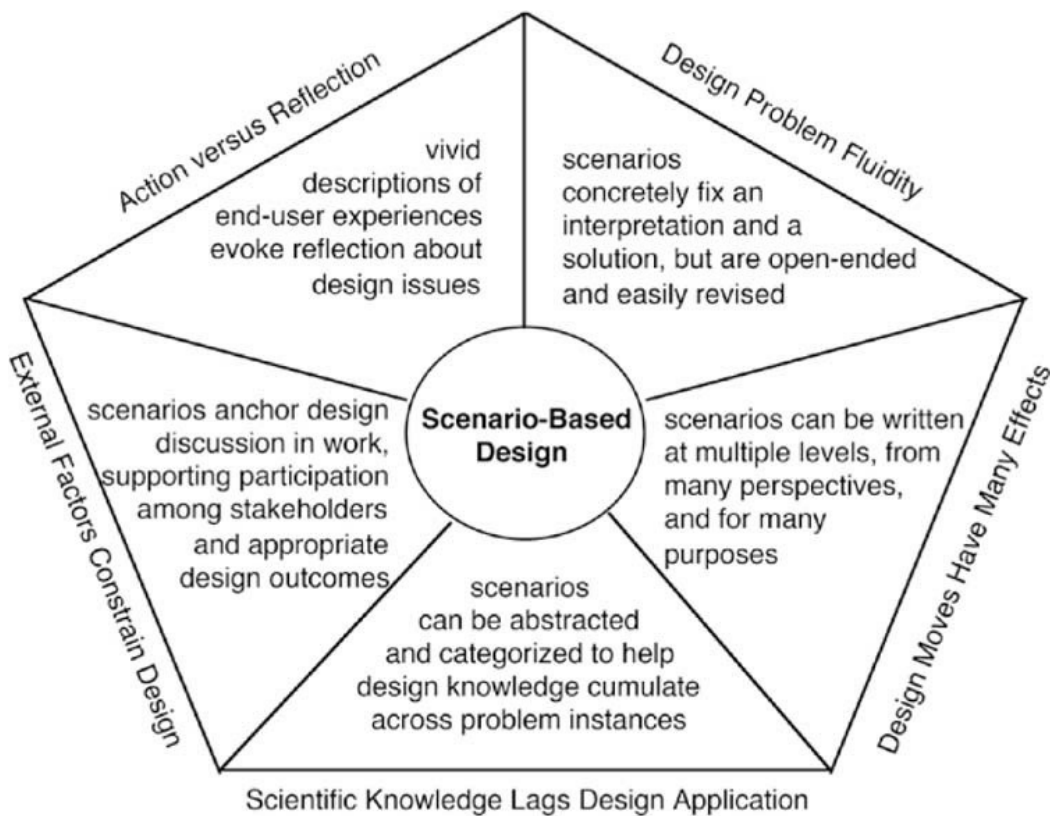 Action versus Reflection
vivid
descriptions of
end-user experiences
evoke reflection about
design issues
Design Problem Fluidity
scenarios
concretely fix an
interpretation and a
solution, but are open-ended
and easily revised
External Factors Constrain Design
scenarios anchor design
discussion in work,
supporting participation
among stakeholders
and appropriate
design outcomes
Scenario-Based
Design
scenarios can be written
at multiple levels, from
many perspectives,
and for many
purposes
Design Moves Have Many Effects
scenarios
can be abstracted
and categorized to help
design knowledge cumulate
across problem instances
Scientific Knowledge Lags Design Application